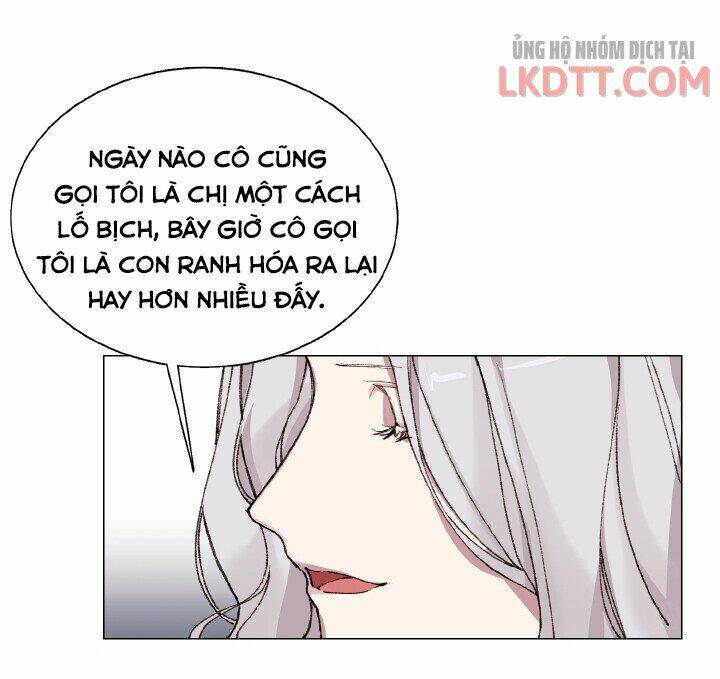 ỦNG HỘ NHÓM DỊCH TẠI
LKDTT.COM
NGÀY NÀO CÔ CŨNG
GỌI TÔI LÀ CHỊ MỘT CÁCH
LỐ BỊCH, BÂY GIỜ CÔ GỌI
TÔI LÀ CON RANH HÓA RA LẠI
HAY HƠN NHIỀU ĐẤY.